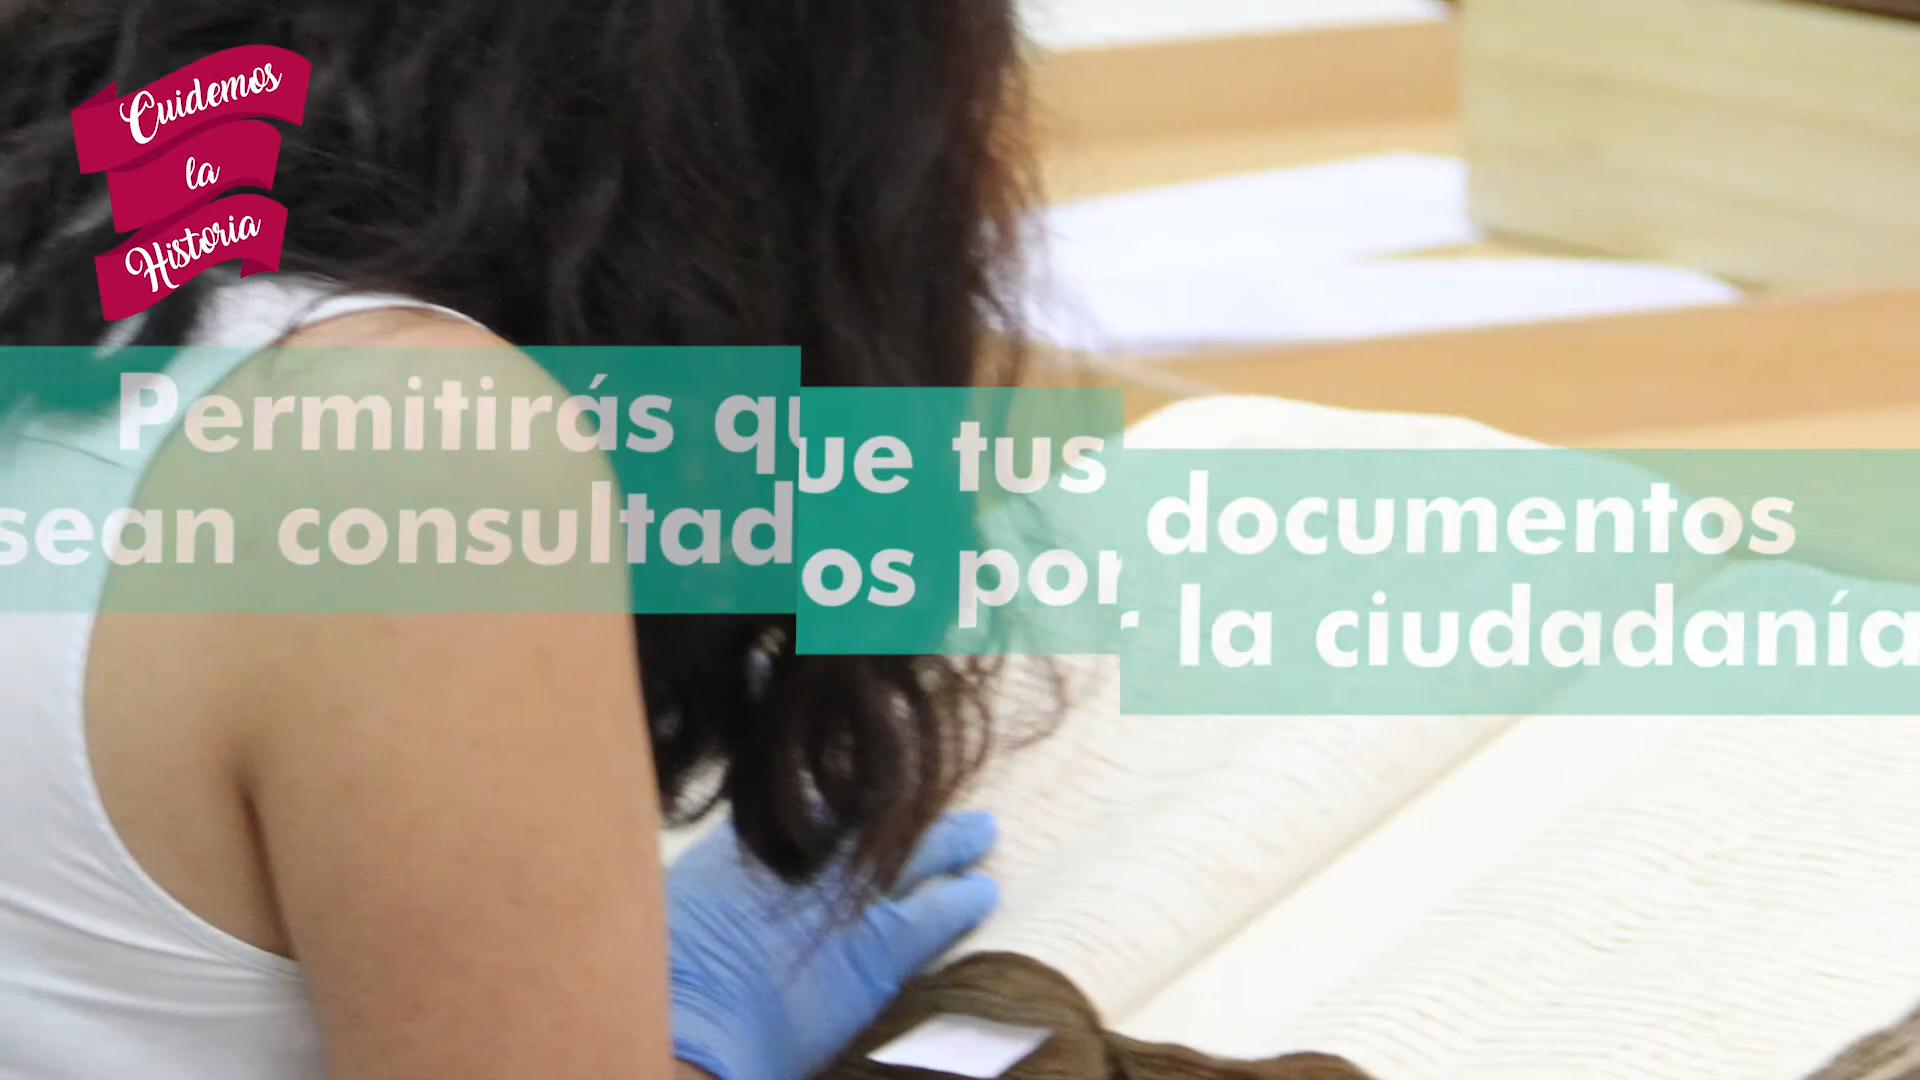 Cuidemos
la
Historia
Permitirás que tus documentos
sean consultados por la ciudadanía